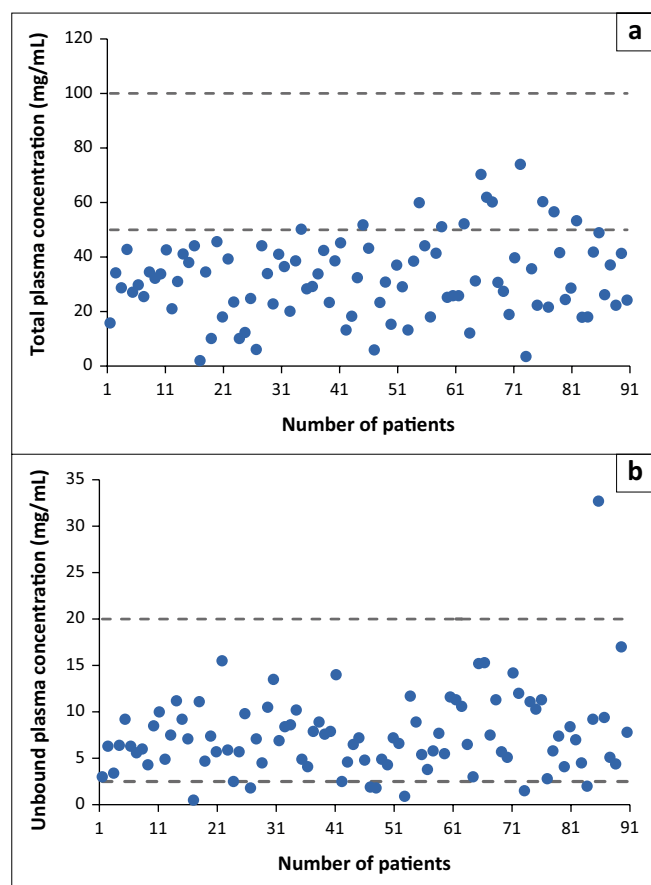 a
Total plasma concentration (mg/mL)
120
100
80
60
40
20
0
1 11 21 31 41 51 61 71 81 91
Number of patients
b
Unbound plasma concentration (mg/mL)
35
30
25
20
15
10
5
0
1 11 21 31 41 51 61 71 81 91
Number of patients